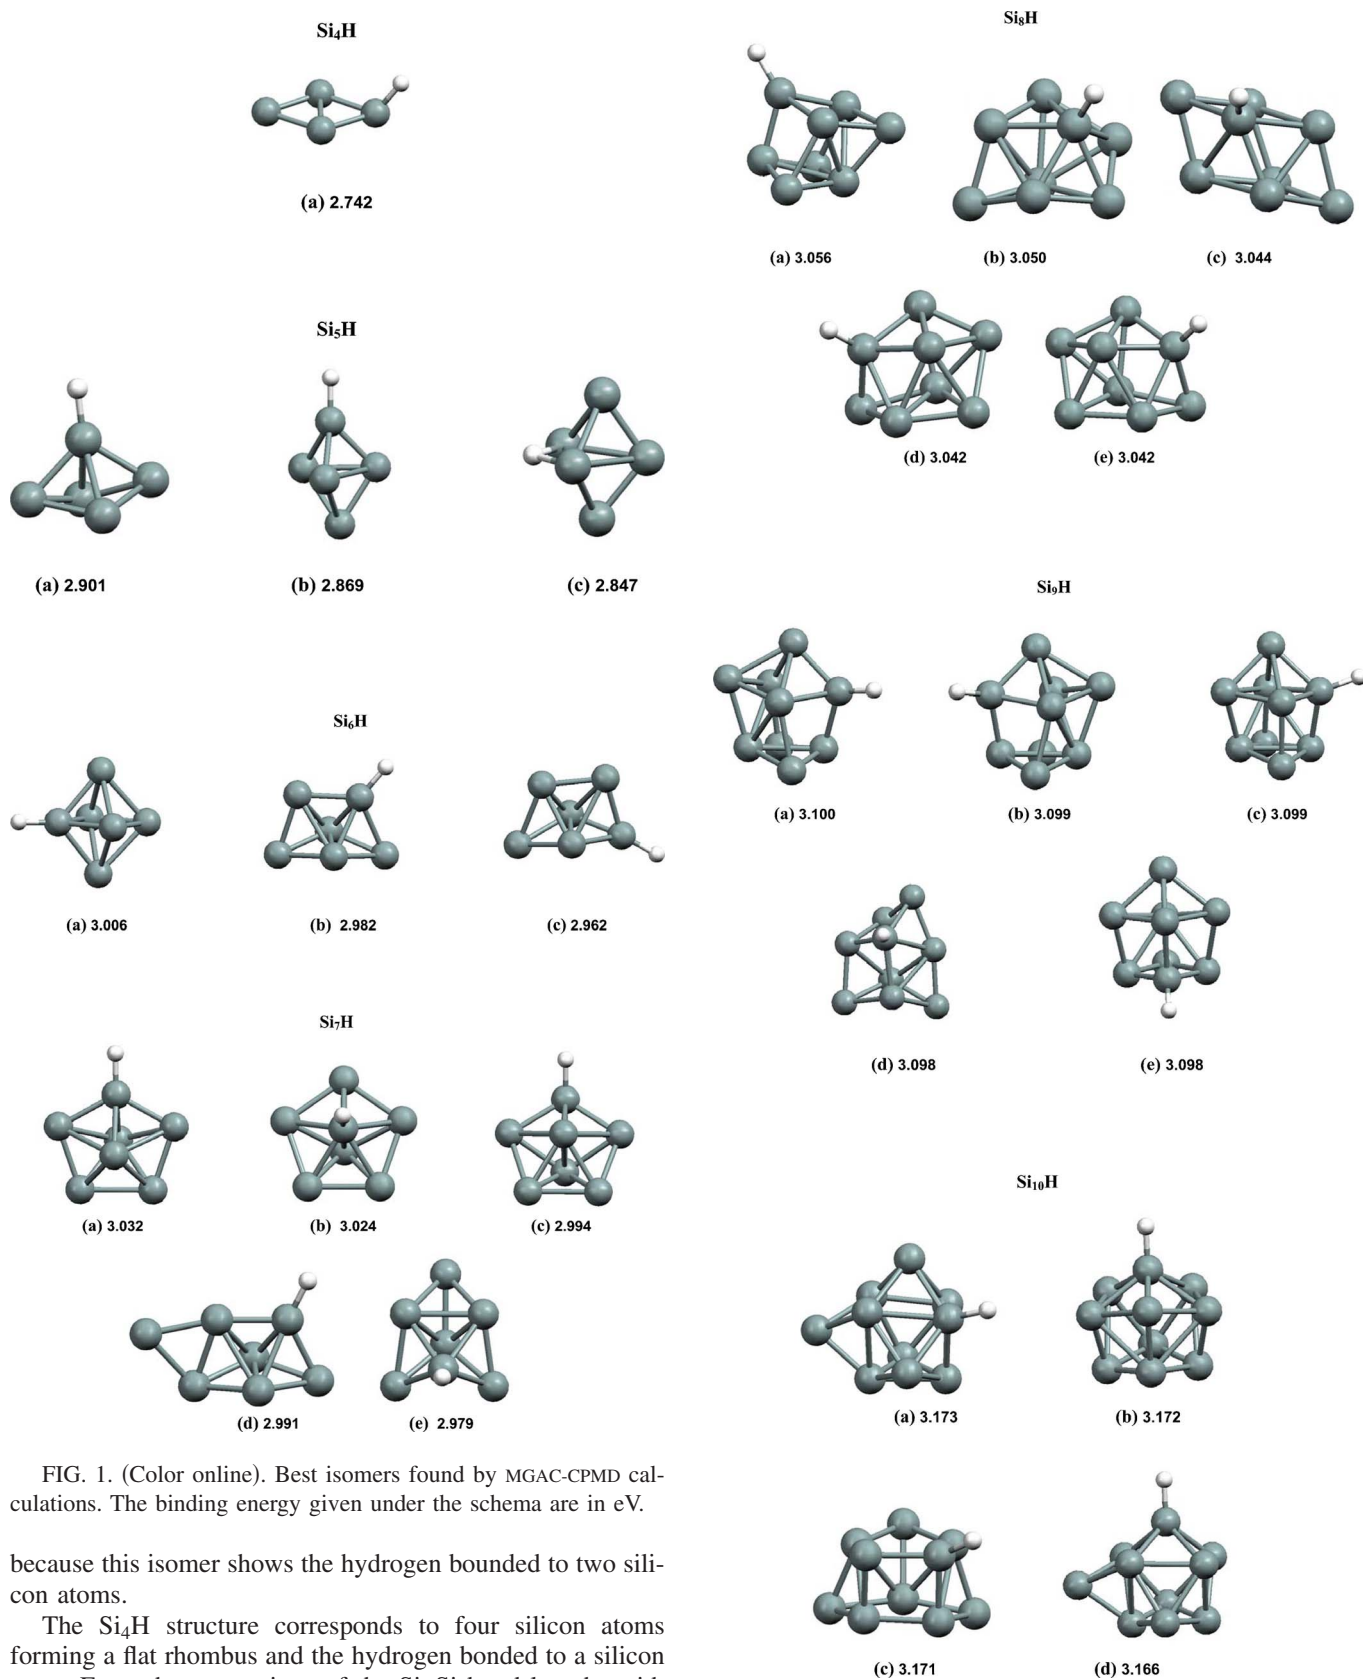 Si₄H
(a) 2.742
Si₅H
(a) 2.901
(b) 2.869
(c) 2.847
Si₆H
(a) 3.006
(b) 2.982
(c) 2.962
Si₇H
(a) 3.032
(b) 3.024
(c) 2.994
(d) 2.991
(e) 2.979
FIG. 1. (Color online). Best isomers found by MGAC-CPMD cal-
culations. The binding energy given under the schema are in eV.
because this isomer shows the hydrogen bounded to two sili-
con atoms.
The Si₄H structure corresponds to four silicon atoms
forming a flat rhombus and the hydrogen bonded to a silicon
Si₈H
(a) 3.056
(b) 3.050
(c) 3.044
(d) 3.042
(e) 3.042
Si₉H
(a) 3.100
(b) 3.099
(c) 3.099
(d) 3.098
(e) 3.098
Si₁₀H
(a) 3.173
(b) 3.172
(c) 3.171
(d) 3.166